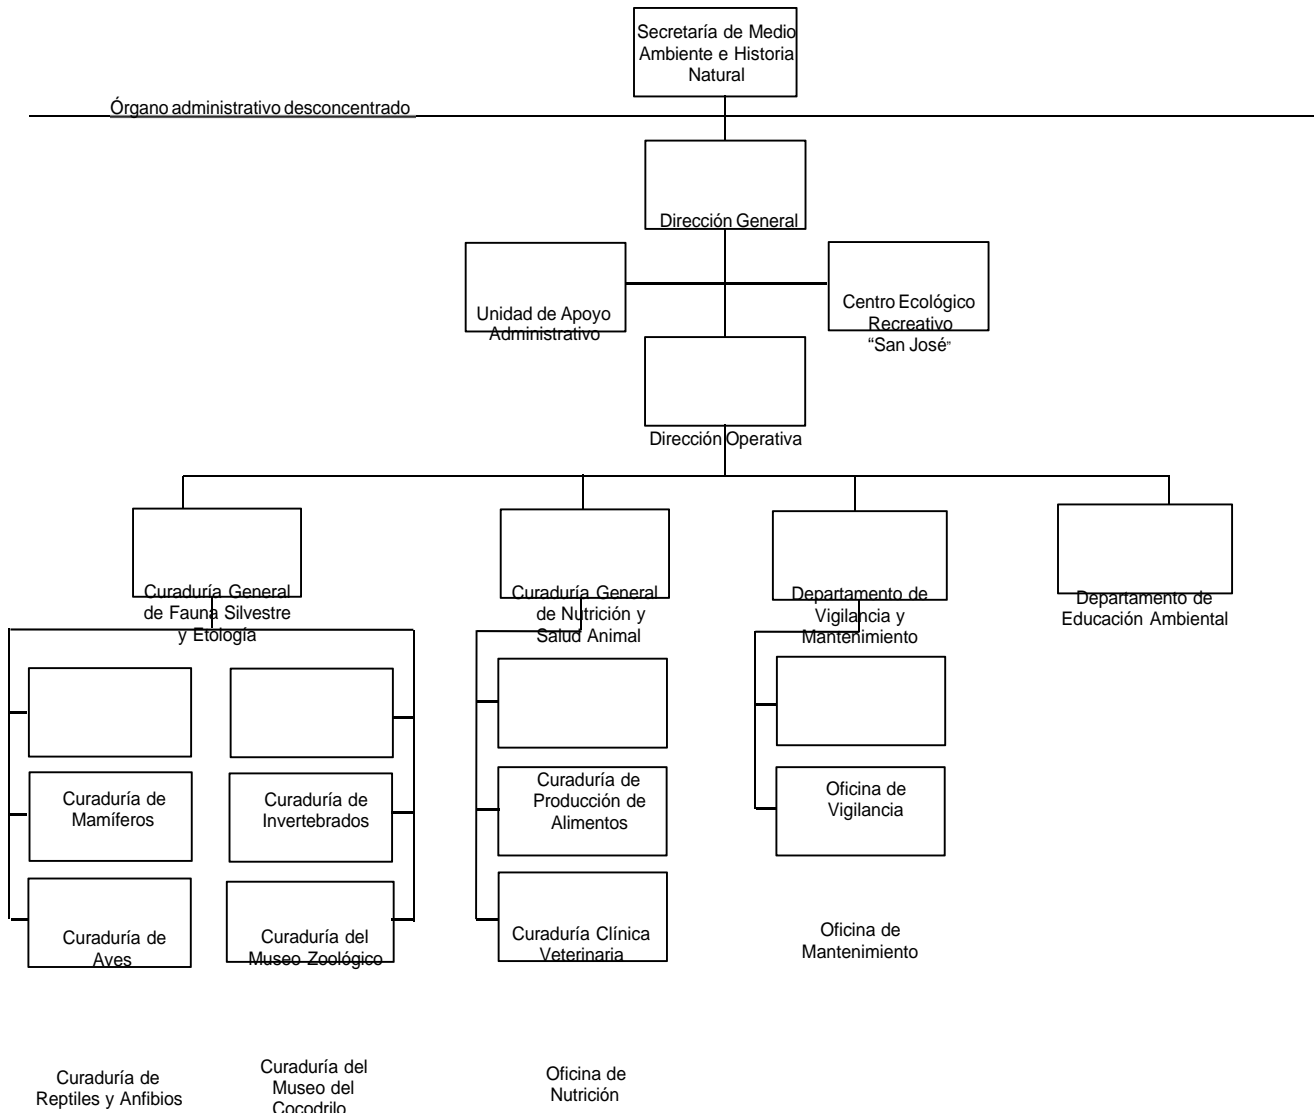 Secretaría de Medio
Ambiente e Historia
Natural
Órgano administrativo desconcentrado
Dirección General
Unidad de Apoyo
Administrativo
Centro Ecológico
Recreativo
“San José”
Dirección Operativa
Curaduría General
de Fauna Silvestre
y Etología
Curaduría General
de Nutrición y
Salud Animal
Departamento de
Vigilancia y
Mantenimiento
Departamento de
Educación Ambiental
Curaduría de
Mamíferos
Curaduría de
Invertebrados
Curaduría de
Producción de
Alimentos
Oficina de
Vigilancia
Curaduría de
Aves
Curaduría del
Museo Zoológico
Curaduría Clínica
Veterinaria
Oficina de
Mantenimiento
Curaduría de
Reptiles y Anfibios
Curaduría del
Museo del
Cocodrilo
Oficina de
Nutrición